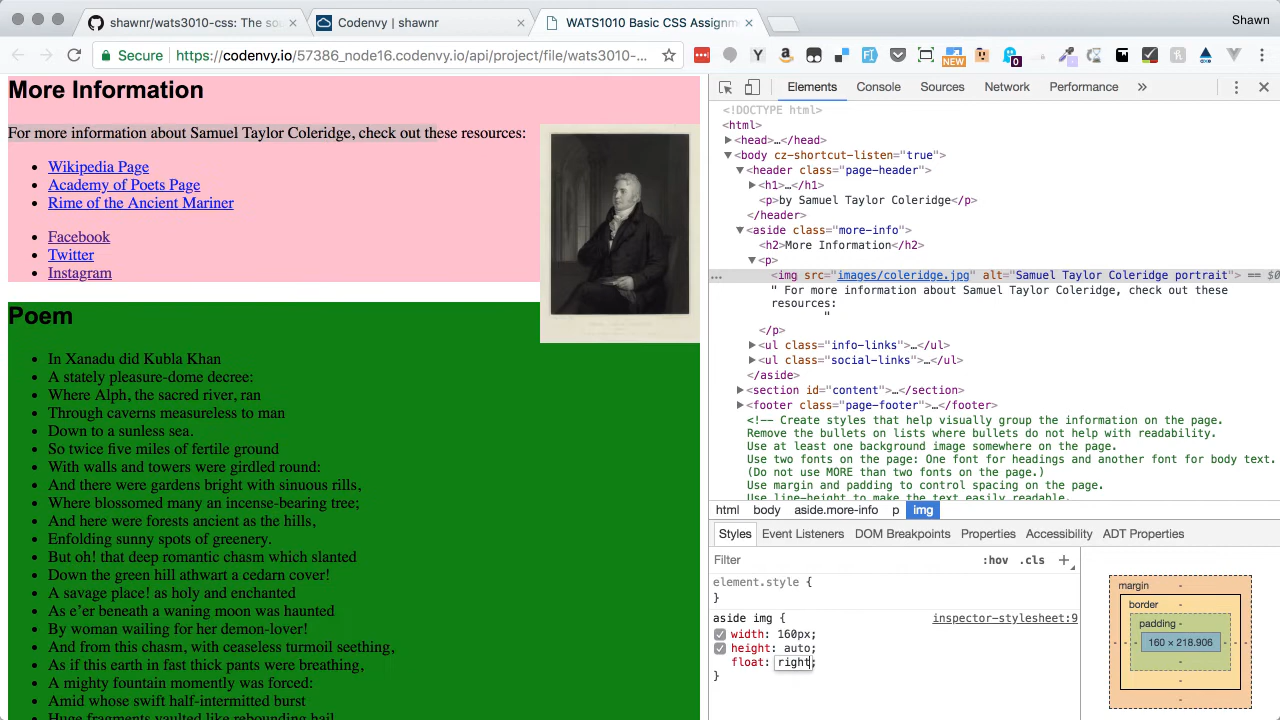 shawnr/wats3010-css: The sou
Codenvy | shawnr
WATS1010 Basic CSS Assignm
Shawn
Secure
https://codenvy.io/57386_node16.codenvy.io/api/project/file/wats3010-...
More Information
For more information about Samuel Taylor Coleridge, check out these resources:
Wikipedia Page
Academy of Poets Page
Rime of the Ancient Mariner
Facebook
Twitter
Instagram
Poem
In Xanadu did Kubla Khan
A stately pleasure-dome decree:
Where Alph, the sacred river, ran
Through caverns measureless to man
Down to a sunless sea.
So twice five miles of fertile ground
With walls and towers were girdled round:
And there were gardens bright with sinuous rills,
Where blossomed many an incense-bearing tree;
And here were forests ancient as the hills,
Enfolding sunny spots of greenery.
But oh! that deep romantic chasm which slanted
Down the green hill athwart a cedarn cover!
A savage place! as holy and enchanted
As e'er beneath a waning moon was haunted
By woman wailing for her demon-lover!
And from this chasm, with ceaseless turmoil seething,
As if this earth in fast thick pants were breathing,
A mighty fountain momently was forced:
Amid whose swift half-intermitted burst
Huge fragments vaulted like rebounding hail
Elements Console Sources Network Performance »
<!DOCTYPE html>
<html>
<head>…</head>
<body cz-shortcut-listen="true">
<header class="page-header">
<h1>…</h1>
<p>by Samuel Taylor Coleridge</p>
</header>
<aside class="more-info">
<h2>More Information</h2>
<p>
<img src="images/coleridge.jpg" alt="Samuel Taylor Coleridge portrait"> == $0
" For more information about Samuel Taylor Coleridge, check out these
resources:
"
</p>
<ul class="info-links">…</ul>
<ul class="social-links">…</ul>
</aside>
<section id="content">…</section>
<footer class="page-footer">…</footer>
<!-- Create styles that help visually group the information on the page.
Remove the bullets on lists where bullets do not help with readability.
Use at least one background image somewhere on the page.
Use two fonts on the page: One font for headings and another font for body text.
(Do not use MORE than two fonts on the page.)
Use margin and padding to control spacing on the page.
Use line-height to make the text easily readable.
html body aside.more-info p img
Styles Event Listeners DOM Breakpoints Properties Accessibility ADT Properties
Filter :hov .cls +
element.style {
}
aside img { inspector-stylesheet:9
width: 160px;
height: auto;
float: right;
}
margin -
border -
padding -
160 × 218.906
NEW
0